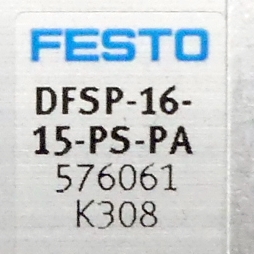 FESTO
DFSP-16-
15-PS-PA
576061
K308